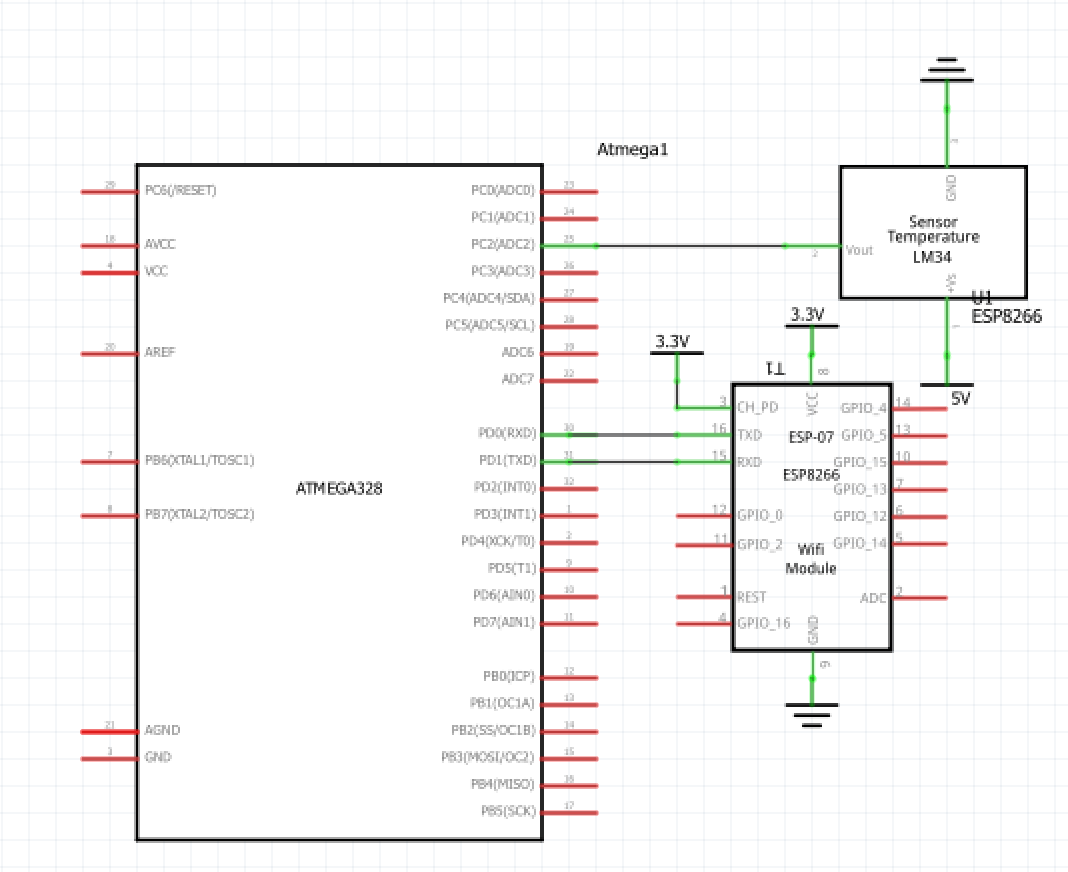 Atmega1
29
PC6(/RESET)
18
AVCC
4
VCC
20
AREF
7
PB6(XTAL1/TOSC1)
8
PB7(XTAL2/TOSC2)
21
AGND
3
GND
ATMEGA328
PC0(ADC0)
23
PC1(ADC1)
24
PC2(ADC2)
25
PC3(ADC3)
26
PC4(ADC4/SDA)
27
PC5(ADC5/SCL)
28
ADC6
19
ADC7
22
PD0(RXD)
30
PD1(TXD)
31
PD2(INT0)
32
PD3(INT1)
1
PD4(XCK/T0)
2
PD5(T1)
9
PD6(AIN0)
10
PD7(AIN1)
11
PB0(ICP)
12
PB1(OC1A)
13
PB2(SS/OC1B)
14
PB3(MOSI/OC2)
15
PB4(MISO)
16
PB5(SCK)
17
GND
Sensor
Temperature
LM34
2
Vout
+Vs
1
U1
ESP8266
5V
3.3V
3.3V
T1
8
VCC
3
CH_PD
16
TXD
15
RXD
12
GPIO_0
11
GPIO_2
1
REST
4
GPIO_16
ESP-07
ESP8266
Wifi
Module
GPIO_4
14
GPIO_5
13
GPIO_15
10
GPIO_13
7
GPIO_12
6
GPIO_14
5
ADC
2
GND
9